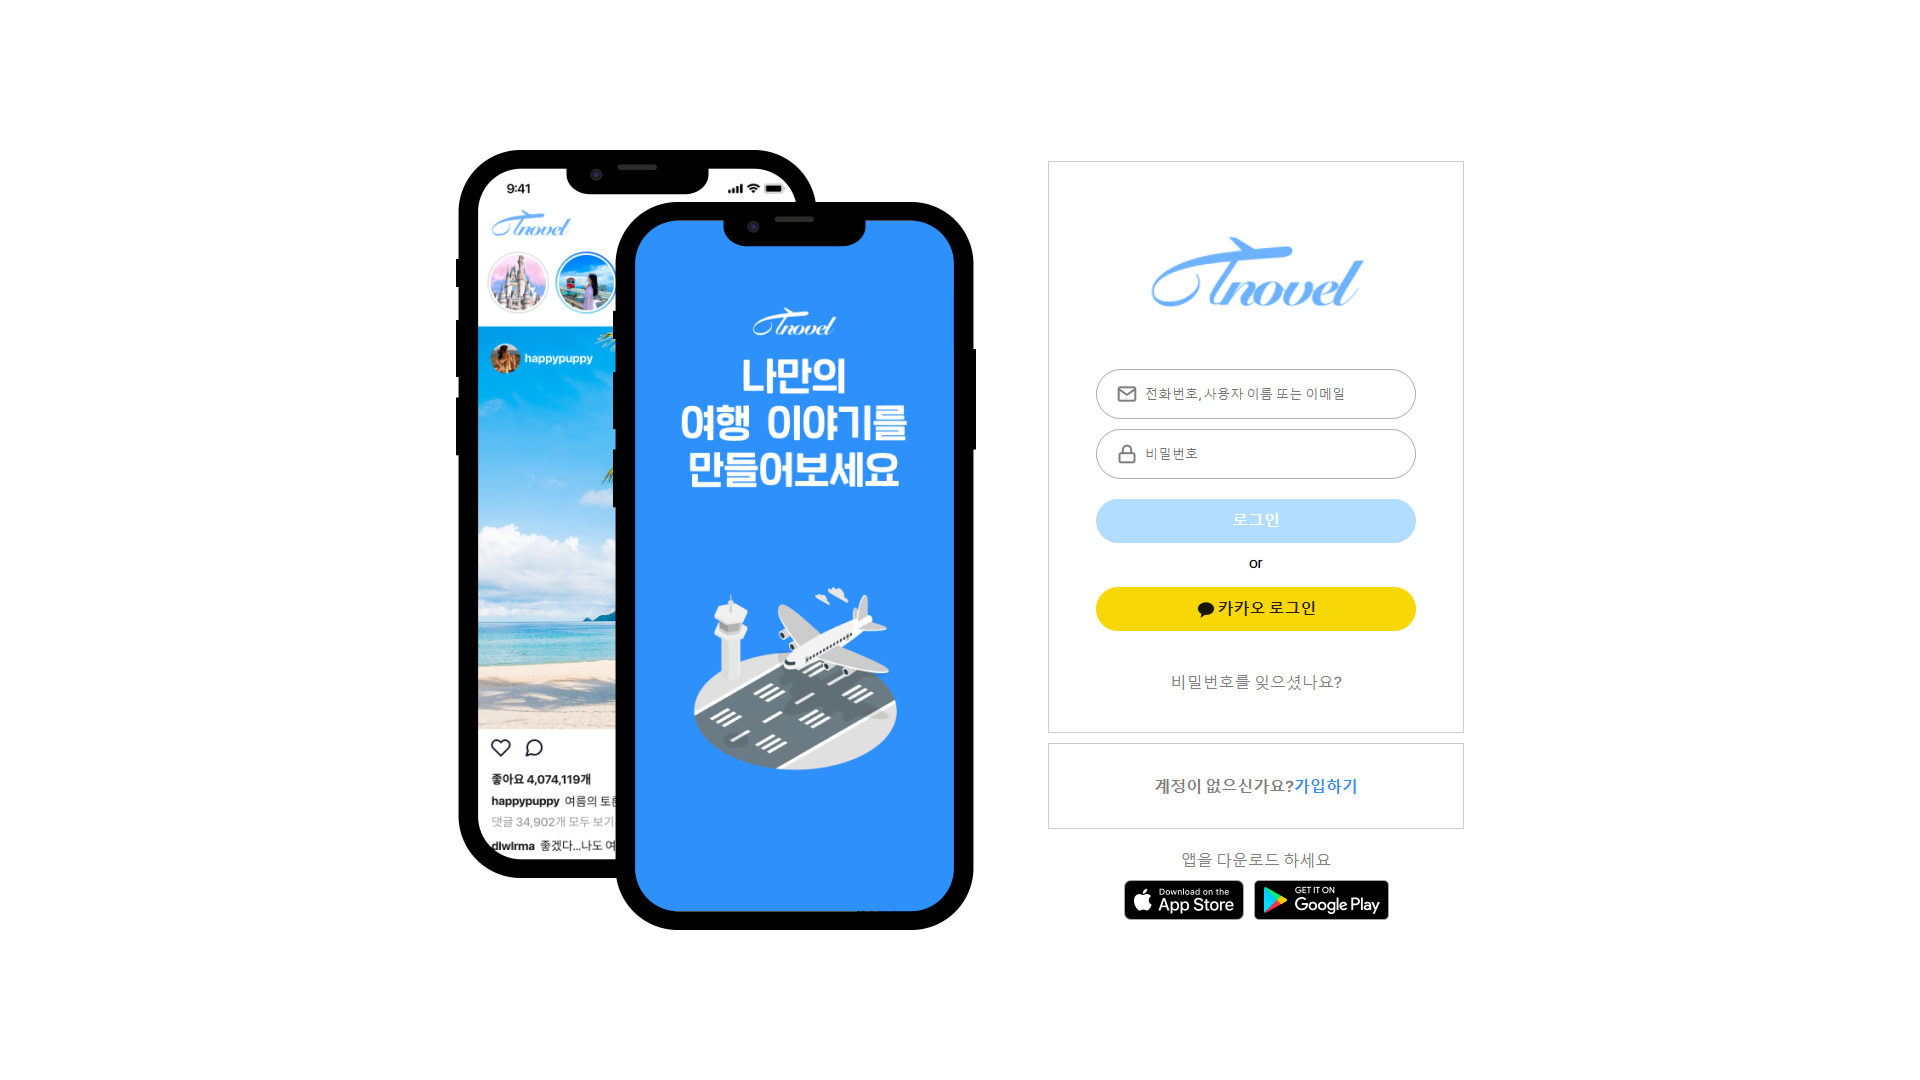 9:41
Tnovel
happypuppy
좋아요 4,074,119개
happypuppy 여름의 토
댓글 34,902개 모두 보기
dlwlrma 좋겠다...나도 여
Tnovel
나만의
여행 이야기를
만들어보세요
Tnovel
전화번호, 사용자 이름 또는 이메일
비밀번호
로그인
or
카카오 로그인
비밀번호를 잊으셨나요?
계정이 없으신가요?가입하기
앱을 다운로드 하세요
Download on the
App Store
GET IT ON
Google Play